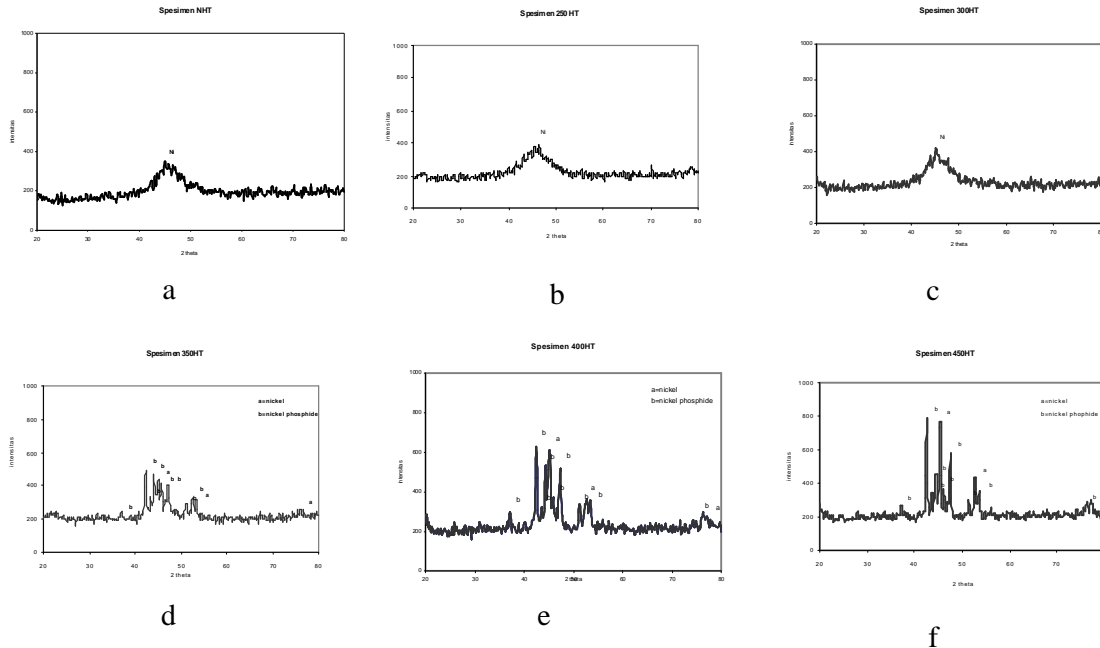 Spesimen NHT
1000
800
600
400
200
0
intensitas
Ni
20 30 40 50 60 70 80
2 theta
a
Spesimen 250 HT
1000
800
600
400
200
0
intensitas
Ni
20 30 40 50 60 70 80
2 theta
b
Spesimen 300HT
1000
800
600
400
200
0
intensitas
Ni
20 30 40 50 60 70 80
2 theta
c
Spesimen 350HT
1000
800
600
400
200
0
intensitas
a=nickel
b=nickel phosphide
b b
a
b b
b
a
b
a
20 30 40 50 60 70 80
2 theta
d
Spesimen 400HT
1000
800
600
400
200
0
intensitas
a=nickel
b=nickel phosphide
b
a
b b
b
a
b
b
b
b
b
a
20 30 40 50 60 70 80
2 theta
e
Spesimen 450HT
1000
800
600
400
200
0
intensitas
a=nickel
b=nickel phophide
b a
b
b
a
b
b
b
b
b
20 30 40 50 60 70 80
2 theta
f